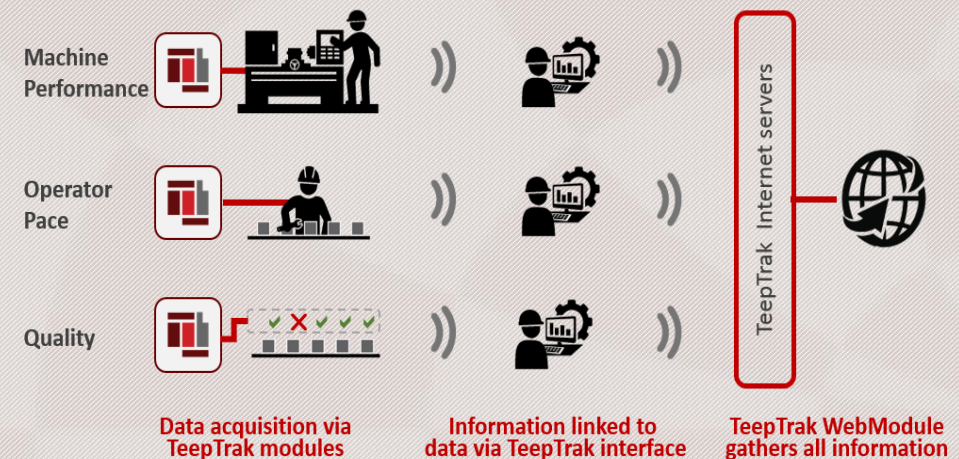 Machine
Performance
Operator
Pace
Quality
TeepTrak Internet servers
Data acquisition via
TeepTrak modules
Information linked to
data via TeepTrak interface
TeepTrak WebModule
gathers all information